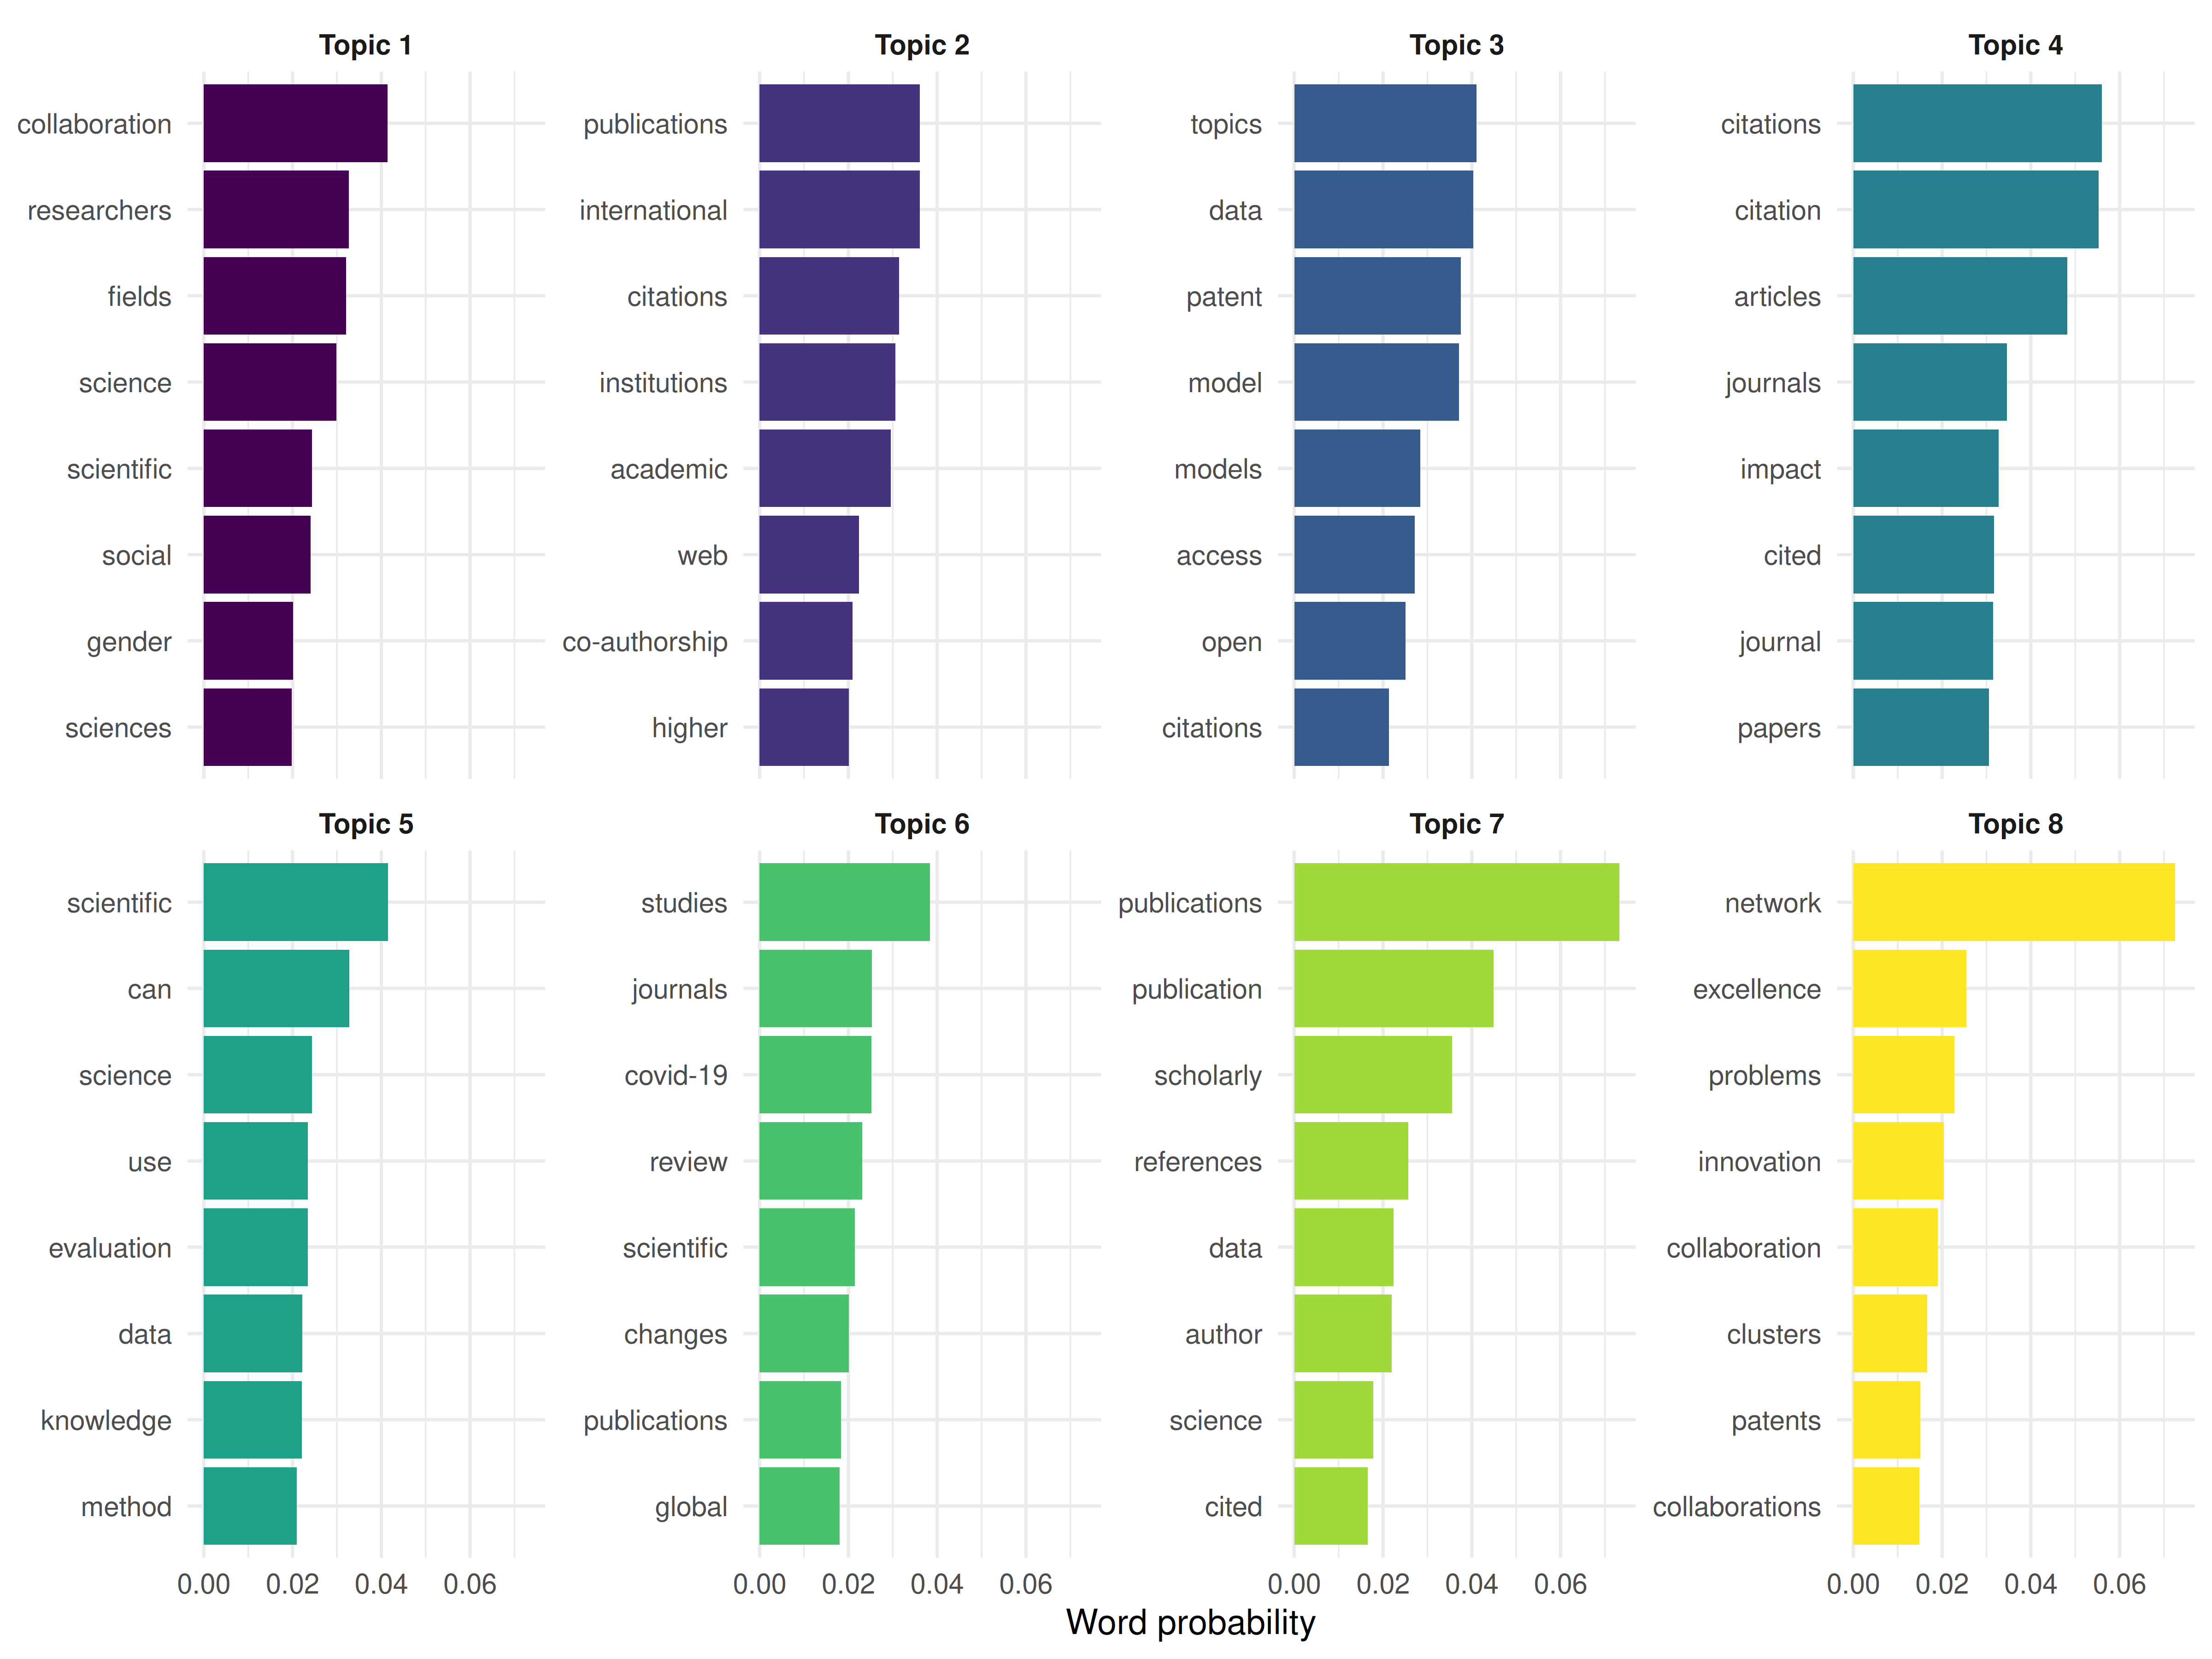 Topic 1
collaboration
researchers
fields
science
scientific
social
gender
sciences
Topic 2
publications
international
citations
institutions
academic
web
co-authorship
higher
Topic 3
topics
data
patent
model
models
access
open
citations
Topic 4
citations
citation
articles
journals
impact
cited
journal
papers
Topic 5
scientific
can
science
use
evaluation
data
knowledge
method
0.00 0.02 0.04 0.06
Topic 6
studies
journals
covid-19
review
scientific
changes
publications
global
0.00 0.02 0.04 0.06
Topic 7
publications
publication
scholarly
references
data
author
science
cited
0.00 0.02 0.04 0.06
Topic 8
network
excellence
problems
innovation
collaboration
clusters
patents
collaborations
0.00 0.02 0.04 0.06
Word probability